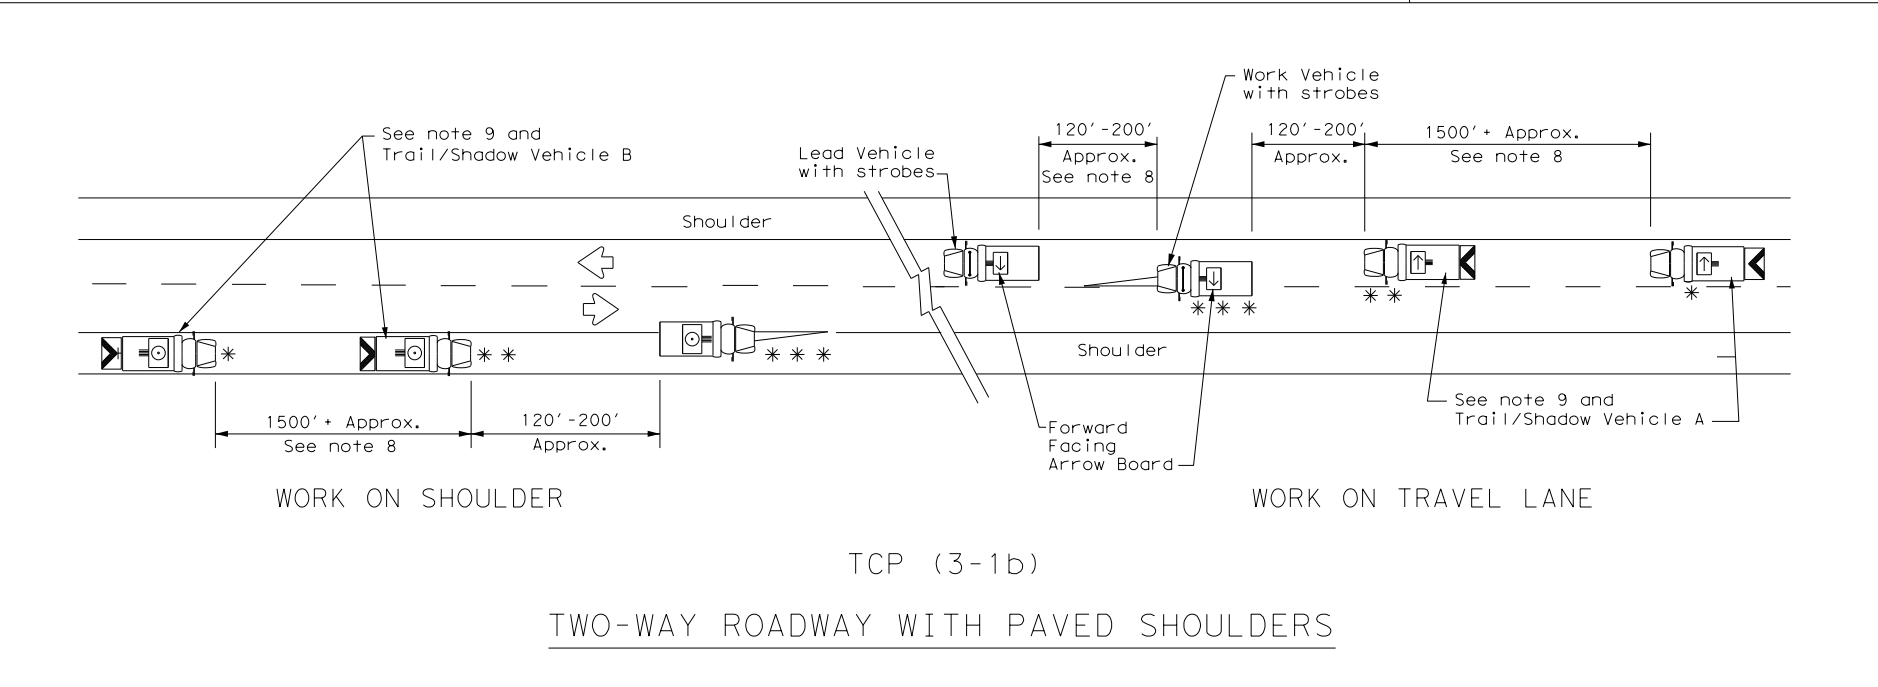 Work Vehicle
with strobes
See note 9 and
Trail/Shadow Vehicle B
Lead Vehicle
with strobes
120'-200'
Approx.
See note 8
120'-200'
Approx.
1500'+ Approx.
See note 8
Shoulder
Shoulder
1500'+ Approx.
See note 8
120'-200'
Approx.
Forward
Facing
Arrow Board
See note 9 and
Trail/Shadow Vehicle A
WORK ON SHOULDER
WORK ON TRAVEL LANE
TCP (3-1b)
TWO-WAY ROADWAY WITH PAVED SHOULDERS